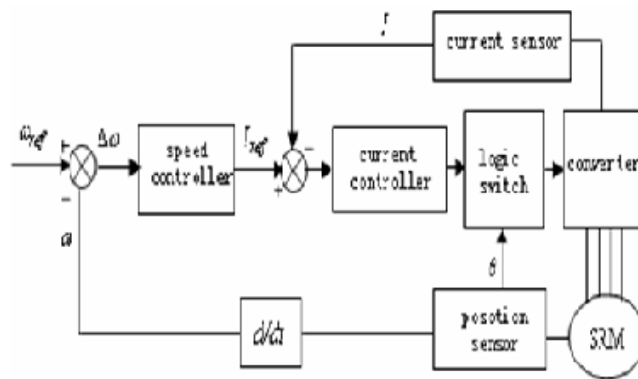 I
current sensor
ω_ref
+
Δω
speed
controller
I_ref
−
+
current
controller
logic
switch
converter
−
ω
θ
d/dt
posotion
sensor
SRM